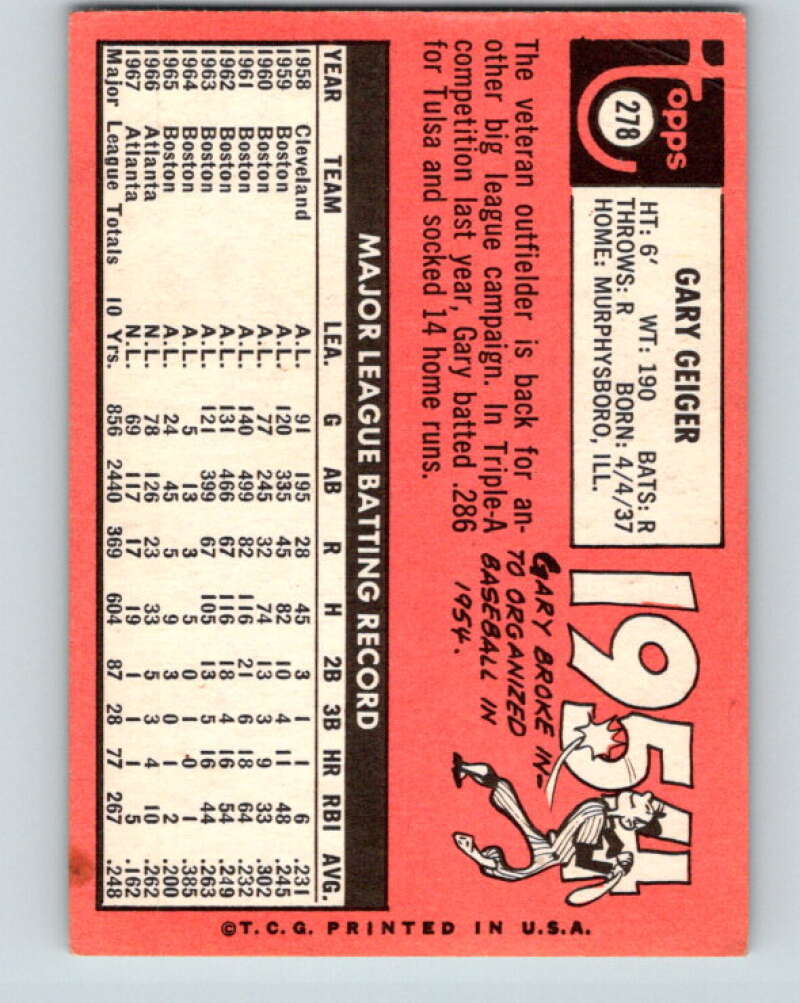 topps
278
GARY GEIGER
HT: 6' WT: 190 BATS: R
THROWS: R BORN: 4/4/37
HOME: MURPHYSBORO, ILL.
1954
The veteran outfielder is back for an-
other big league campaign. In Triple-A
competition last year, Gary batted .286
for Tulsa and socked 14 home runs.
GARY BROKE IN-
TO ORGANIZED
BASEBALL IN
1954.
MAJOR LEAGUE BATTING RECORD
YEAR TEAM LEA. G AB R H 2B 3B HR RBI AVG.
1958 Cleveland A.L. 91 195 28 45 3 1 1 6 .231
1959 Boston A.L. 120 335 45 82 10 4 11 48 .245
1960 Boston A.L. 77 245 32 74 13 3 9 33 .302
1961 Boston A.L. 140 499 82 116 21 6 18 64 .232
1962 Boston A.L. 131 466 67 116 18 4 16 54 .249
1963 Boston A.L. 121 399 67 105 13 5 16 44 .263
1964 Boston A.L. 5 13 3 5 0 1 0 1 .385
1965 Boston A.L. 24 45 5 9 3 0 1 2 .200
1966 Atlanta N.L. 78 126 23 33 5 3 4 10 .262
1967 Atlanta N.L. 69 117 17 19 1 1 1 5 .162
Major League Totals 10 Yrs. 856 2440 369 604 87 28 77 267 .248
©T.C.G. PRINTED IN U.S.A.